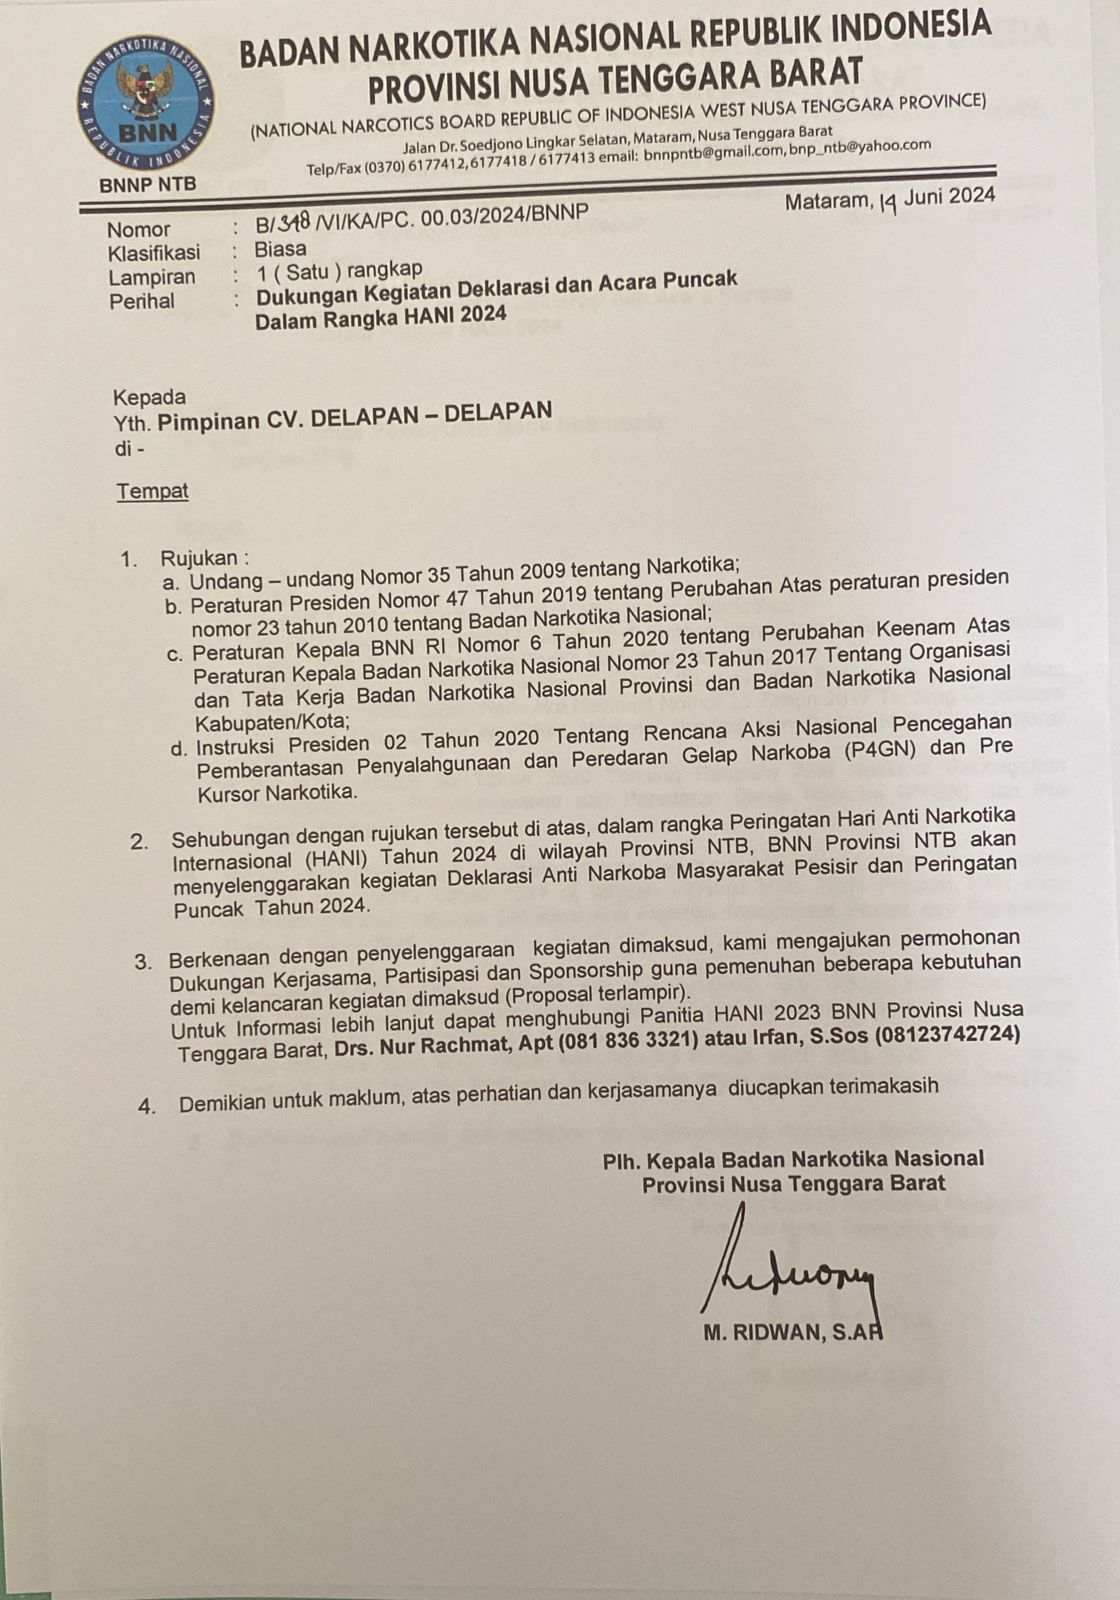 BADAN NARKOTIKA NASIONAL
REPUBLIK INDONESIA
BNN
BNNP NTB
BADAN NARKOTIKA NASIONAL REPUBLIK INDONESIA
PROVINSI NUSA TENGGARA BARAT
(NATIONAL NARCOTICS BOARD REPUBLIC OF INDONESIA WEST NUSA TENGGARA PROVINCE)
Jalan Dr. Soedjono Lingkar Selatan, Mataram, Nusa Tenggara Barat
Telp/Fax (0370) 6177412, 6177418 / 6177413 email: bnnpntb@gmail.com, bnp_ntb@yahoo.com
Mataram, 19 Juni 2024
Nomor : B/348/VI/KA/PC. 00.03/2024/BNNP
Klasifikasi : Biasa
Lampiran : 1 ( Satu ) rangkap
Perihal : Dukungan Kegiatan Deklarasi dan Acara Puncak
Dalam Rangka HANI 2024
Kepada
Yth. Pimpinan CV. DELAPAN – DELAPAN
di -
Tempat
1. Rujukan :
a. Undang – undang Nomor 35 Tahun 2009 tentang Narkotika;
b. Peraturan Presiden Nomor 47 Tahun 2019 tentang Perubahan Atas peraturan presiden
nomor 23 tahun 2010 tentang Badan Narkotika Nasional;
c. Peraturan Kepala BNN RI Nomor 6 Tahun 2020 tentang Perubahan Keenam Atas
Peraturan Kepala Badan Narkotika Nasional Nomor 23 Tahun 2017 Tentang Organisasi
dan Tata Kerja Badan Narkotika Nasional Provinsi dan Badan Narkotika Nasional
Kabupaten/Kota;
d. Instruksi Presiden 02 Tahun 2020 Tentang Rencana Aksi Nasional Pencegahan
Pemberantasan Penyalahgunaan dan Peredaran Gelap Narkoba (P4GN) dan Pre
Kursor Narkotika.
2. Sehubungan dengan rujukan tersebut di atas, dalam rangka Peringatan Hari Anti Narkotika
Internasional (HANI) Tahun 2024 di wilayah Provinsi NTB, BNN Provinsi NTB akan
menyelenggarakan kegiatan Deklarasi Anti Narkoba Masyarakat Pesisir dan Peringatan
Puncak Tahun 2024.
3. Berkenaan dengan penyelenggaraan kegiatan dimaksud, kami mengajukan permohonan
Dukungan Kerjasama, Partisipasi dan Sponsorship guna pemenuhan beberapa kebutuhan
demi kelancaran kegiatan dimaksud (Proposal terlampir).
Untuk Informasi lebih lanjut dapat menghubungi Panitia HANI 2023 BNN Provinsi Nusa
Tenggara Barat, Drs. Nur Rachmat, Apt (081 836 3321) atau Irfan, S.Sos (08123742724)
4. Demikian untuk maklum, atas perhatian dan kerjasamanya diucapkan terimakasih
Plh. Kepala Badan Narkotika Nasional
Provinsi Nusa Tenggara Barat
M. RIDWAN, S.AP